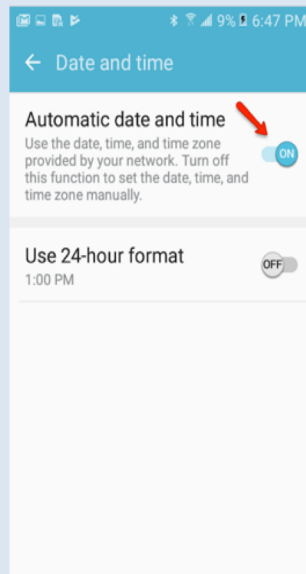 9% 6:47 PM
Date and time
Automatic date and time
Use the date, time, and time zone
provided by your network. Turn off
this function to set the date, time, and
time zone manually.
ON
Use 24-hour format
1:00 PM
OFF